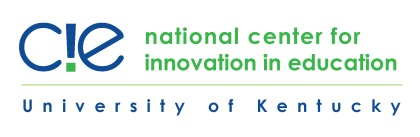 c!e
national center for
innovation in education
University of Kentucky